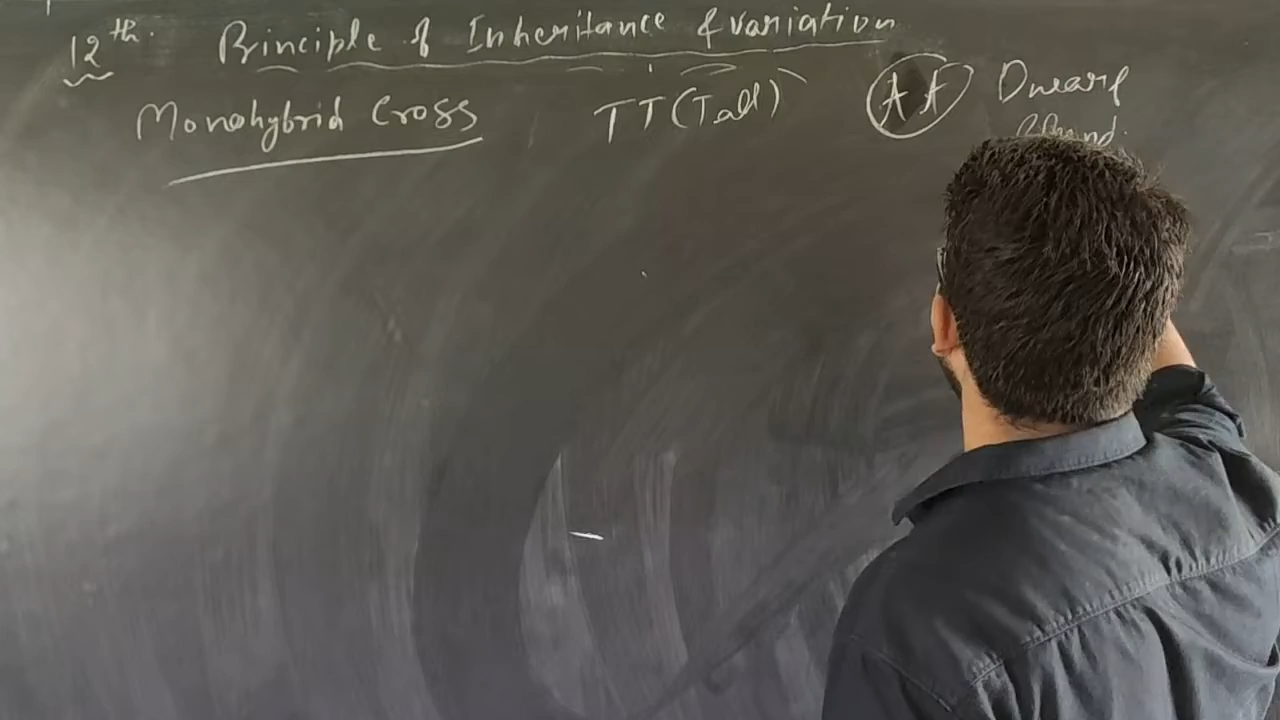 12th. Principle of Inheritance & variation
Monohybrid Cross TT (Tall) Dwarf